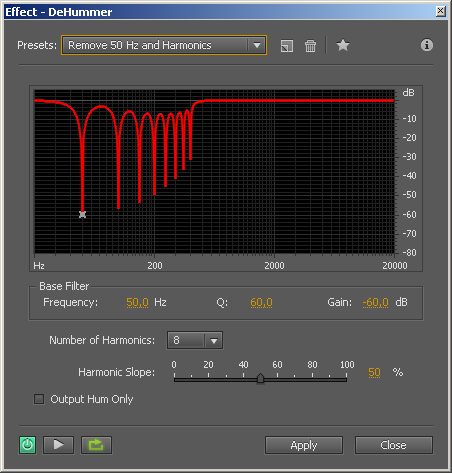 Effect - DeHummer
Presets: Remove 50 Hz and Harmonics
dB
-10
-20
-30
-40
-50
-60
-70
-80
Hz 200 2000 20000
Base Filter
Frequency: 50,0 Hz Q: 60,0 Gain: -60,0 dB
Number of Harmonics: 8
0 20 40 60 80 100
Harmonic Slope: 50 %
Output Hum Only
Apply Close